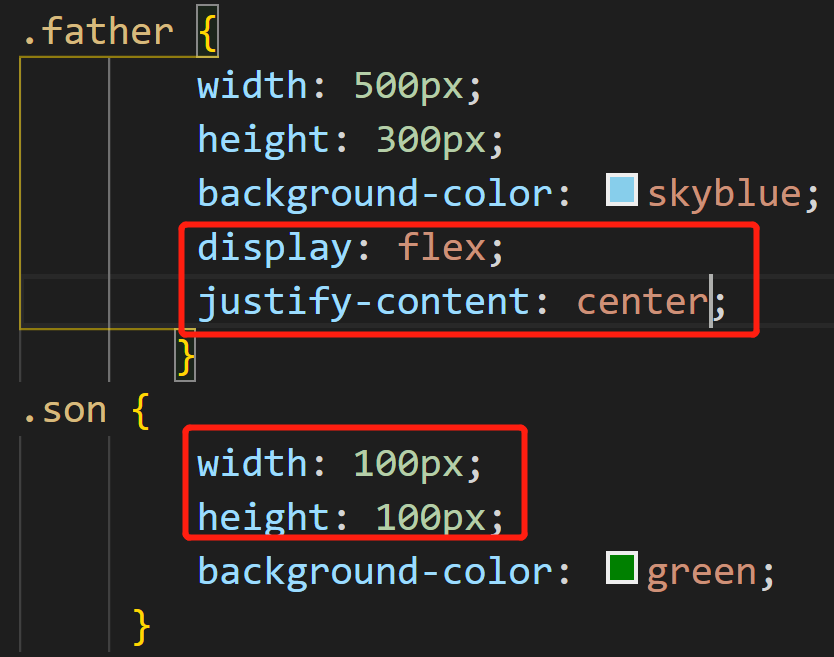 .father {
width: 500px;
height: 300px;
background-color: skyblue;
display: flex;
justify-content: center;
}
.son {
width: 100px;
height: 100px;
background-color: green;
}